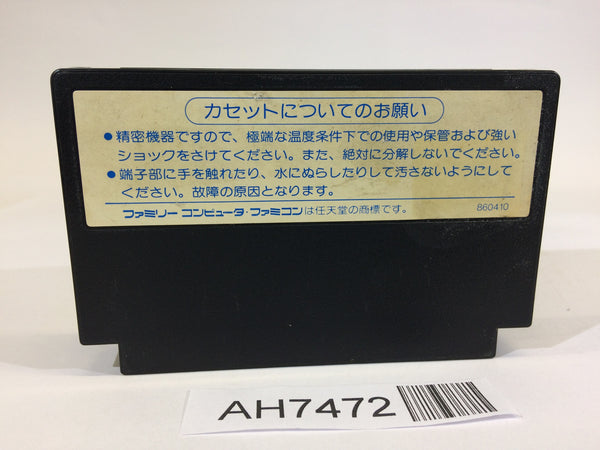 カセットについてのお願い
●精密機器ですので、極端な温度条件下での使用や保管および強い
ショックをさけてください。また、絶対に分解しないでください。
●端子部に手を触れたり、水にぬらしたりして汚さないようにして
ください。故障の原因となります。
ファミリー コンピュータ・ファミコンは任天堂の商標です。 860410
AH7472